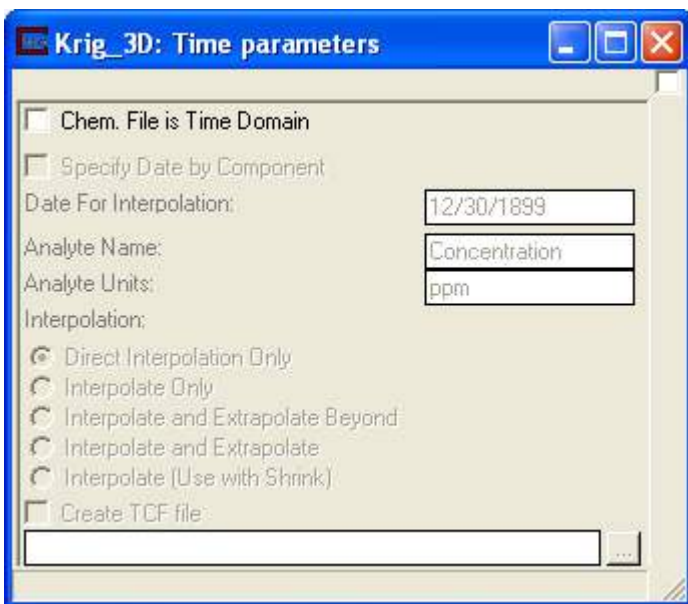 Krig_3D: Time parameters
Chem. File is Time Domain
Specify Date by Component
Date For Interpolation: 12/30/1899
Analyte Name: Concentration
Analyte Units: ppm
Interpolation:
Direct Interpolation Only
Interpolate Only
Interpolate and Extrapolate Beyond
Interpolate and Extrapolate
Interpolate (Use with Shrink)
Create TCF file
...